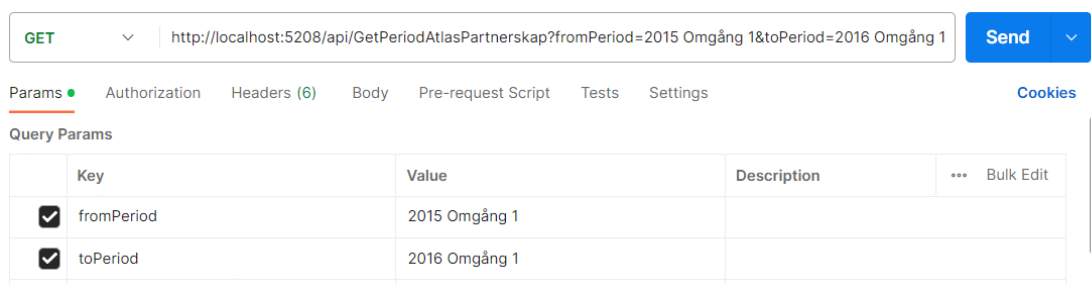 GET http://localhost:5208/api/GetPeriodAtlasPartnerskap?fromPeriod=2015 Omgång 1&toPeriod=2016 Omgång 1 Send
Params Authorization Headers (6) Body Pre-request Script Tests Settings Cookies
Query Params
Key Value Description Bulk Edit
fromPeriod 2015 Omgång 1
toPeriod 2016 Omgång 1